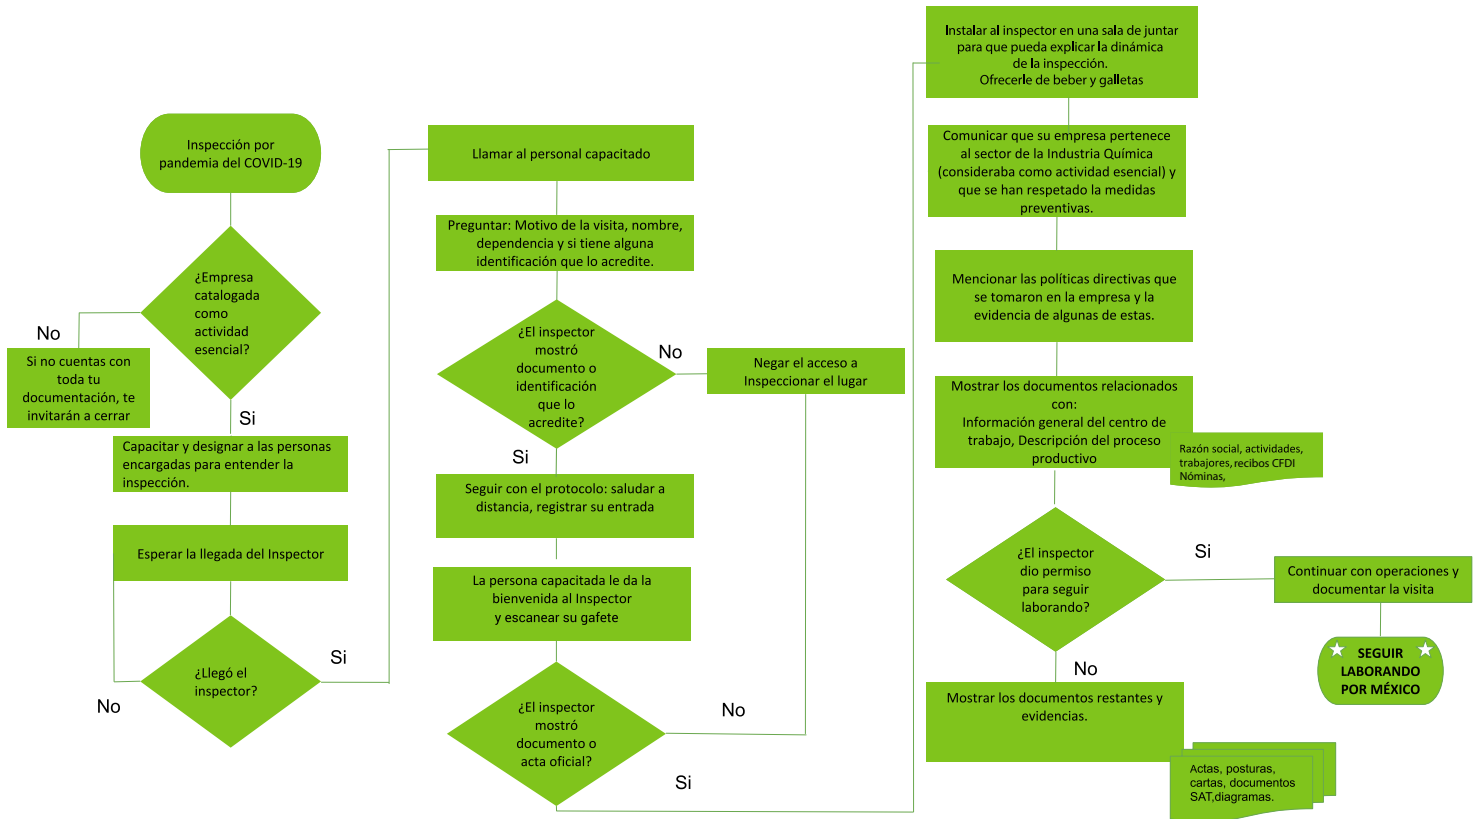 Inspección por
pandemia del COVID-19
¿Empresa
catalogada
como
actividad
esencial?
No
Si no cuentas con
toda tu
documentación, te
invitarán a cerrar
Si
Capacitar y designar a las personas
encargadas para entender la
inspección.
Esperar la llegada del Inspector
¿Llegó el
inspector?
No
Si
Llamar al personal capacitado
Preguntar: Motivo de la visita, nombre,
dependencia y si tiene alguna
identificación que lo acredite.
¿El inspector
mostró
documento o
identificación
que lo
acredite?
No
Negar el acceso a
Inspeccionar el lugar
Si
Seguir con el protocolo: saludar a
distancia, registrar su entrada
La persona capacitada le da la
bienvenida al Inspector
y escanear su gafete
¿El inspector
mostró
documento o
acta oficial?
No
Si
Instalar al inspector en una sala de juntar
para que pueda explicar la dinámica
de la inspección.
Ofrecerle de beber y galletas
Comunicar que su empresa pertenece
al sector de la Industria Química
(consideraba como actividad esencial) y
que se han respetado la medidas
preventivas.
Mencionar las políticas directivas que
se tomaron en la empresa y la
evidencia de algunas de estas.
Mostrar los documentos relacionados
con:
Información general del centro de
trabajo, Descripción del proceso
productivo
Razón social, actividades,
trabajores, recibos CFDI
Nóminas,
¿El inspector
dio permiso
para seguir
laborando?
Si
Continuar con operaciones y
documentar la visita
SEGUIR
LABORANDO
POR MÉXICO
No
Mostrar los documentos restantes y
evidencias.
Actas, posturas,
cartas, documentos
SAT,diagramas.